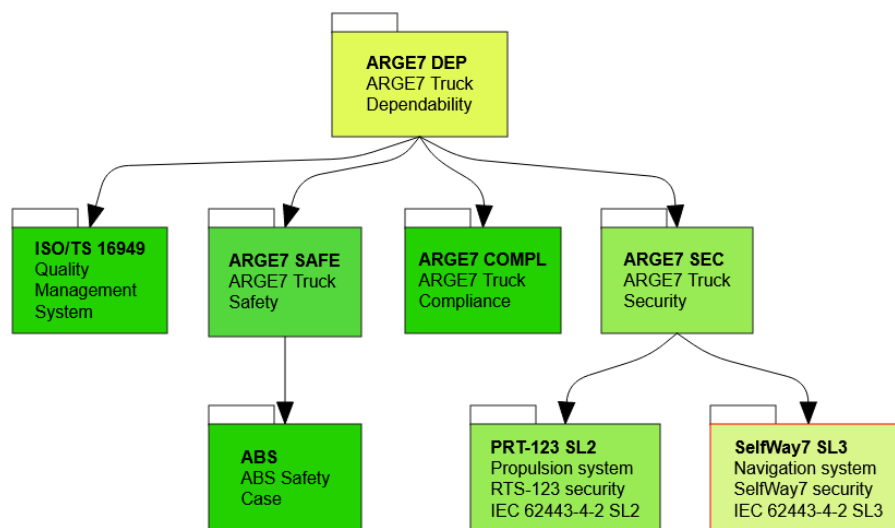 ARGE7 DEP
ARGE7 Truck
Dependability
ISO/TS 16949
Quality
Management
System
ARGE7 SAFE
ARGE7 Truck
Safety
ARGE7 COMPL
ARGE7 Truck
Compliance
ARGE7 SEC
ARGE7 Truck
Security
ABS
ABS Safety
Case
PRT-123 SL2
Propulsion system
RTS-123 security
IEC 62443-4-2 SL2
SelfWay7 SL3
Navigation system
SelfWay7 security
IEC 62443-4-2 SL3